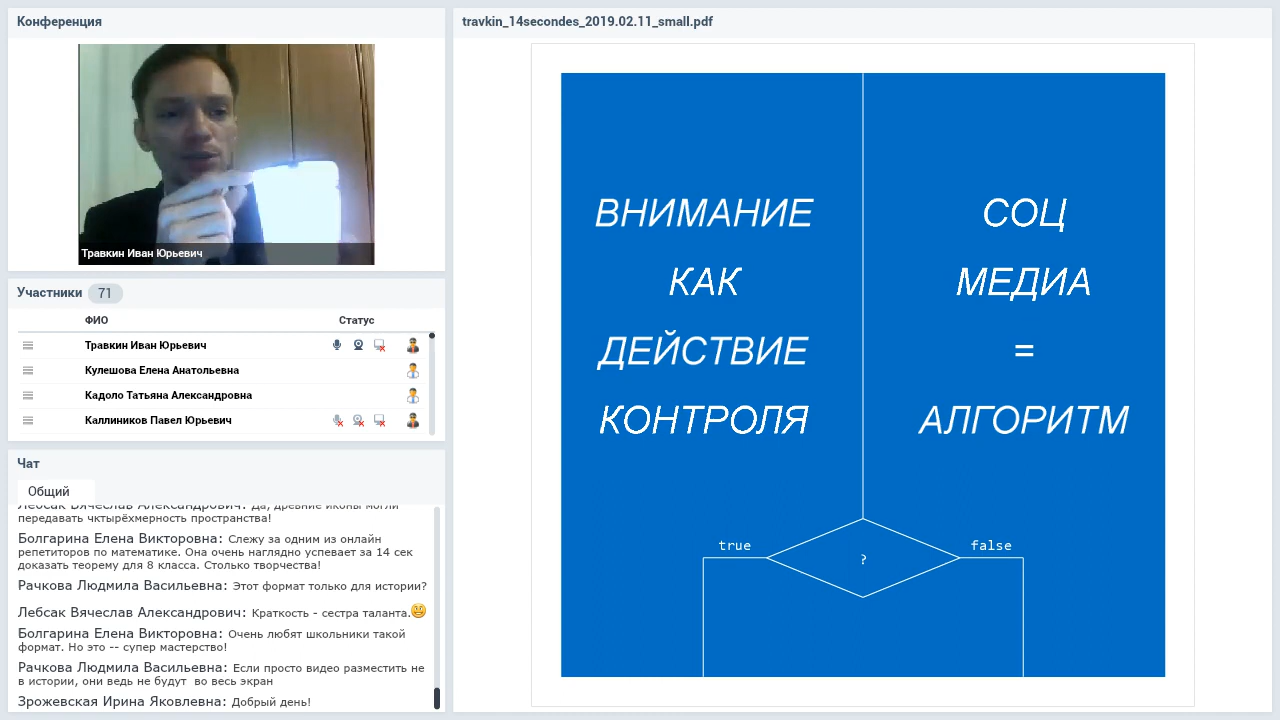 Конференция
Травкин Иван Юрьевич
Участники 71
ФИО Статус
Травкин Иван Юрьевич
Кулешова Елена Анатольевна
Кадоло Татьяна Александровна
Каллиников Павел Юрьевич
Чат
Общий
Лебсак Вячеслав Александрович: Да, древние иконы могли
передавать чктырёхмерность пространства!
Болгарина Елена Викторовна: Слежу за одним из онлайн
репетиторов по математике. Она очень наглядно успевает за 14 сек
доказать теорему для 8 класса. Столько творчества!
Рачкова Людмила Васильевна: Этот формат только для истории?
Лебсак Вячеслав Александрович: Краткость - сестра таланта.
Болгарина Елена Викторовна: Очень любят школьники такой
формат. Но это -- супер мастерство!
Рачкова Людмила Васильевна: Если просто видео разместить не
в истории, они ведь не будут во весь экран
Зрожевская Ирина Яковлевна: Добрый день!
travkin_14secondes_2019.02.11_small.pdf
ВНИМАНИЕ
КАК
ДЕЙСТВИЕ
КОНТРОЛЯ
СОЦ
МЕДИА
=
АЛГОРИТМ
true
?
false